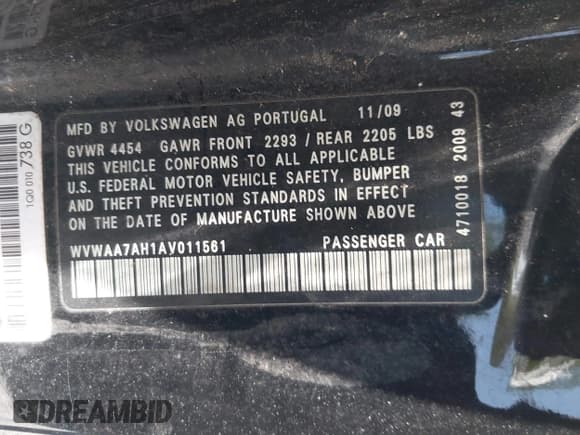 MFD BY VOLKSWAGEN AG PORTUGAL 11/09
GVWR 4454 GAWR FRONT 2293 / REAR 2205 LBS
THIS VEHICLE CONFORMS TO ALL APPLICABLE
U.S. FEDERAL MOTOR VEHICLE SAFETY, BUMPER
AND THEFT PREVENTION STANDARDS IN EFFECT
ON THE DATE OF MANUFACTURE SHOWN ABOVE
WVWAA7AH1AV011561 PASSENGER CAR
4710018 2009 43
1Q0 010 738 G
DREAMBID